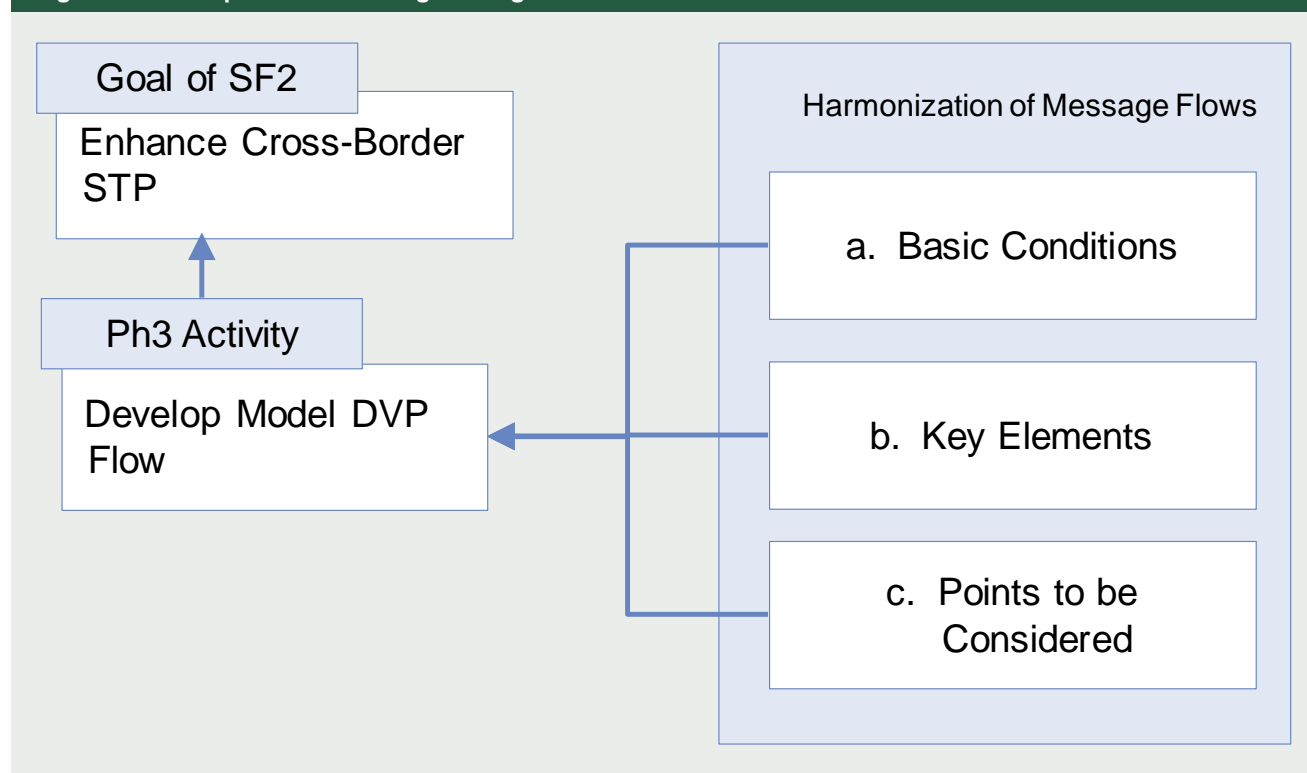 Goal of SF2
Enhance Cross-Border
STP
Ph3 Activity
Develop Model DVP
Flow
Harmonization of Message Flows
a. Basic Conditions
b. Key Elements
c. Points to be
Considered